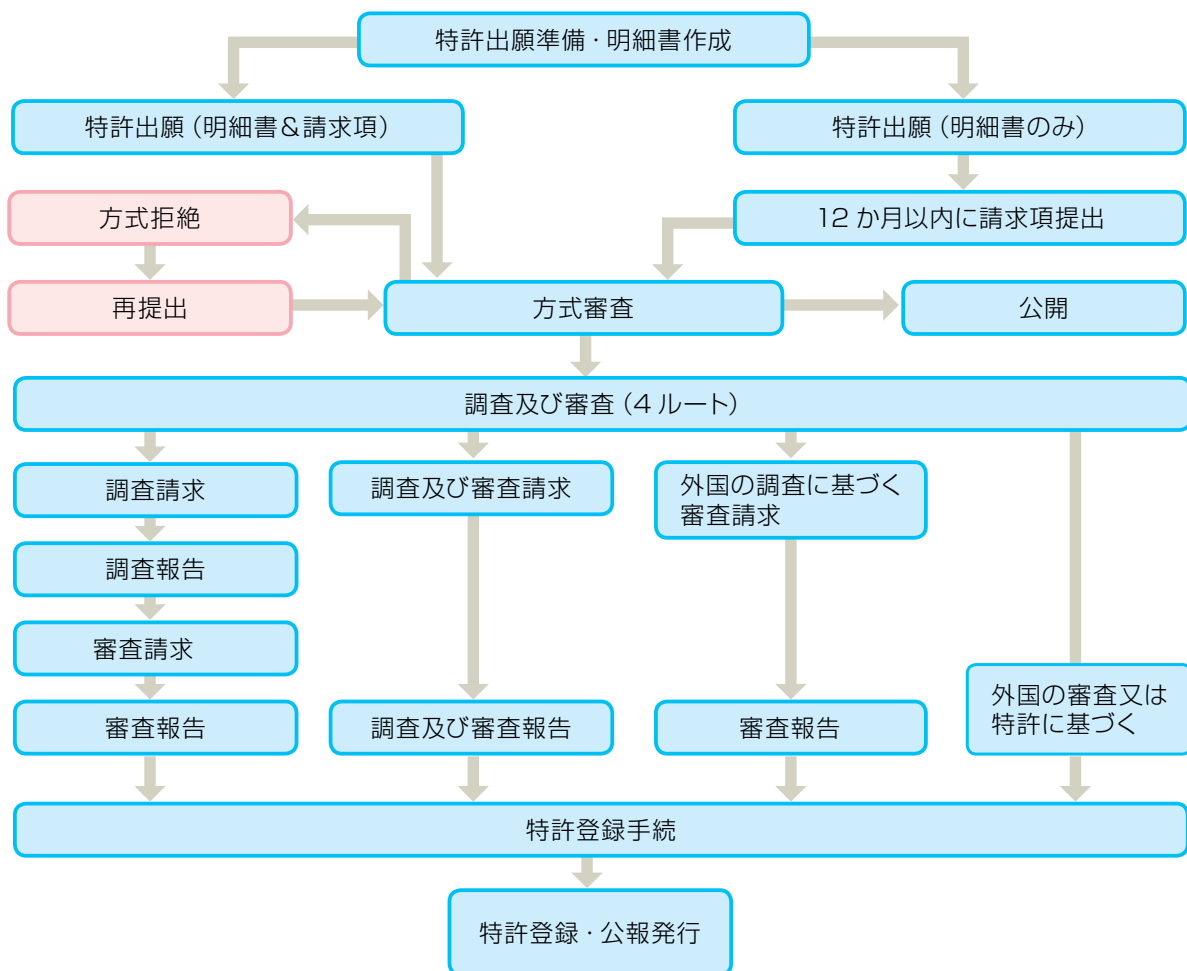 特許出願準備・明細書作成
特許出願（明細書＆請求項）
特許出願（明細書のみ）
方式拒絶
12か月以内に請求項提出
再提出
方式審査
公開
調査及び審査（4ルート）
調査請求
調査及び審査請求
外国の調査に基づく
審査請求
調査報告
審査請求
審査報告
調査及び審査報告
審査報告
外国の審査又は
特許に基づく
特許登録手続
特許登録・公報発行